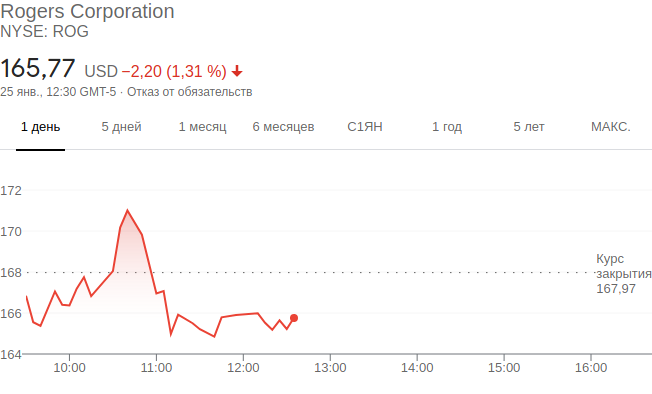 Rogers Corporation
NYSE: ROG
165,77 USD −2,20 (1,31 %)
25 янв., 12:30 GMT-5 · Отказ от обязательств
1 день 5 дней 1 месяц 6 месяцев С1ЯН 1 год 5 лет МАКС.
172
170
168
166
164
Курс
закрытия
167,97
10:00 11:00 12:00 13:00 14:00 15:00 16:00